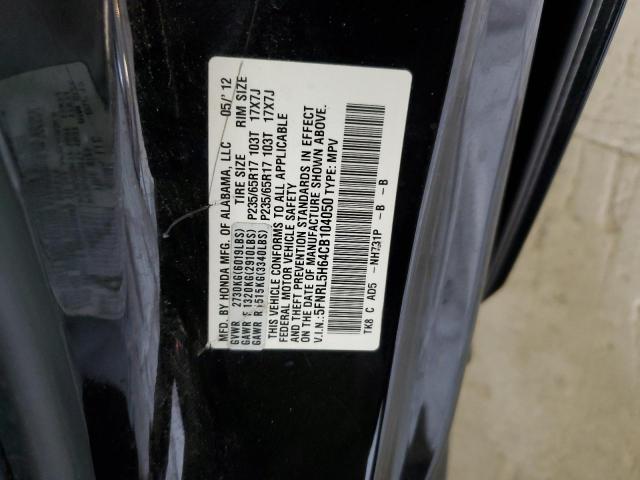 MFD. BY HONDA MFG. OF ALABAMA, LLC 05/12
TIRE SIZE RIM SIZE
GVWR 2730KG(6019LBS)
GAWR F 1320KG(2910LBS) P235/65R17 103T 17X7J
GAWR R 1515KG(3340LBS) P235/65R17 103T 17X7J
THIS VEHICLE CONFORMS TO ALL APPLICABLE
FEDERAL MOTOR VEHICLE SAFETY
AND THEFT PREVENTION STANDARDS IN EFFECT
ON THE DATE OF MANUFACTURE SHOWN ABOVE.
V.I.N.:5FNRL5H64CB104050 TYPE: MPV
TK8 C AD5 -NH731P -B -B